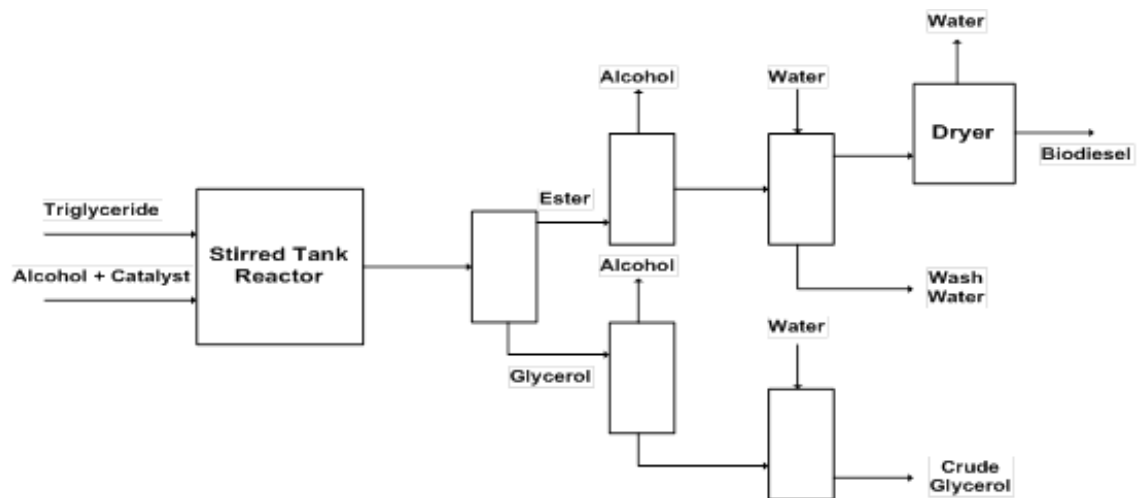 Water
Alcohol
Water
Dryer
Biodiesel
Ester
Triglyceride
Stirred Tank
Reactor
Alcohol + Catalyst
Alcohol
Wash
Water
Water
Glycerol
Crude
Glycerol